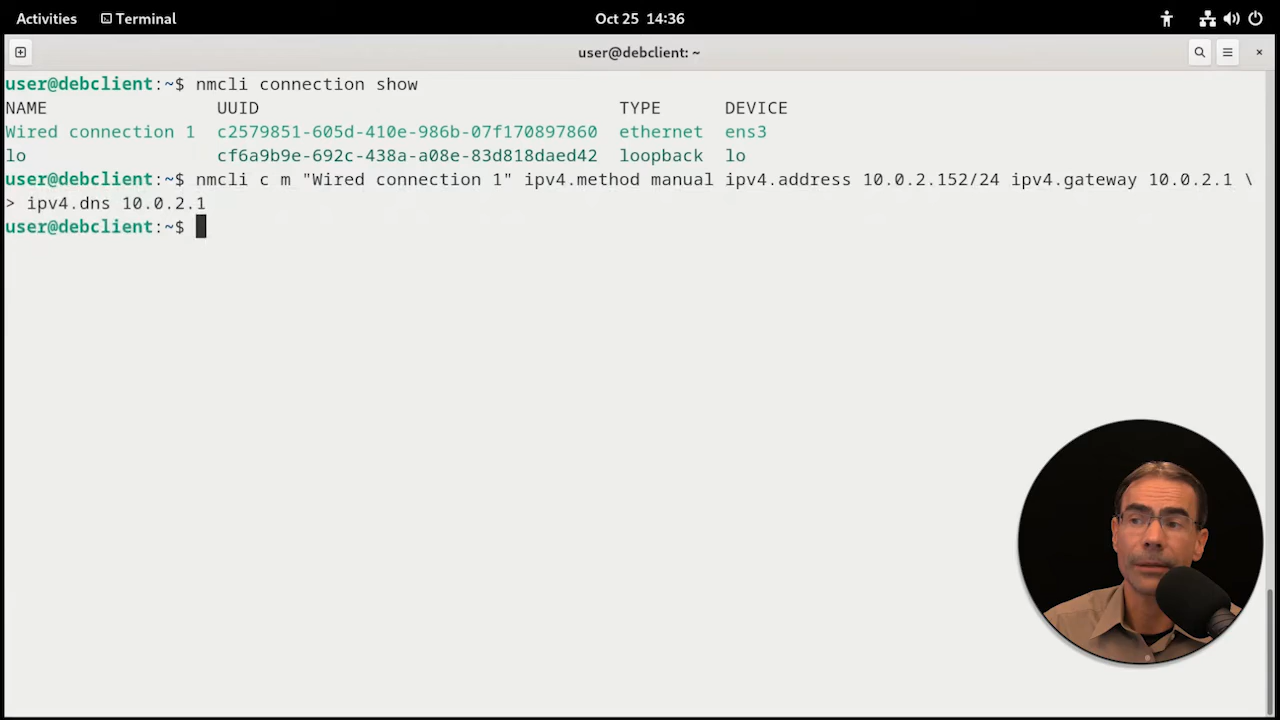 Activities Terminal Oct 25 14:36
user@debclient: ~
user@debclient:~$ nmcli connection show
NAME UUID TYPE DEVICE
Wired connection 1 c2579851-605d-410e-986b-07f170897860 ethernet ens3
lo cf6a9b9e-692c-438a-a08e-83d818daed42 loopback lo
user@debclient:~$ nmcli c m "Wired connection 1" ipv4.method manual ipv4.address 10.0.2.152/24 ipv4.gateway 10.0.2.1 \
> ipv4.dns 10.0.2.1
user@debclient:~$